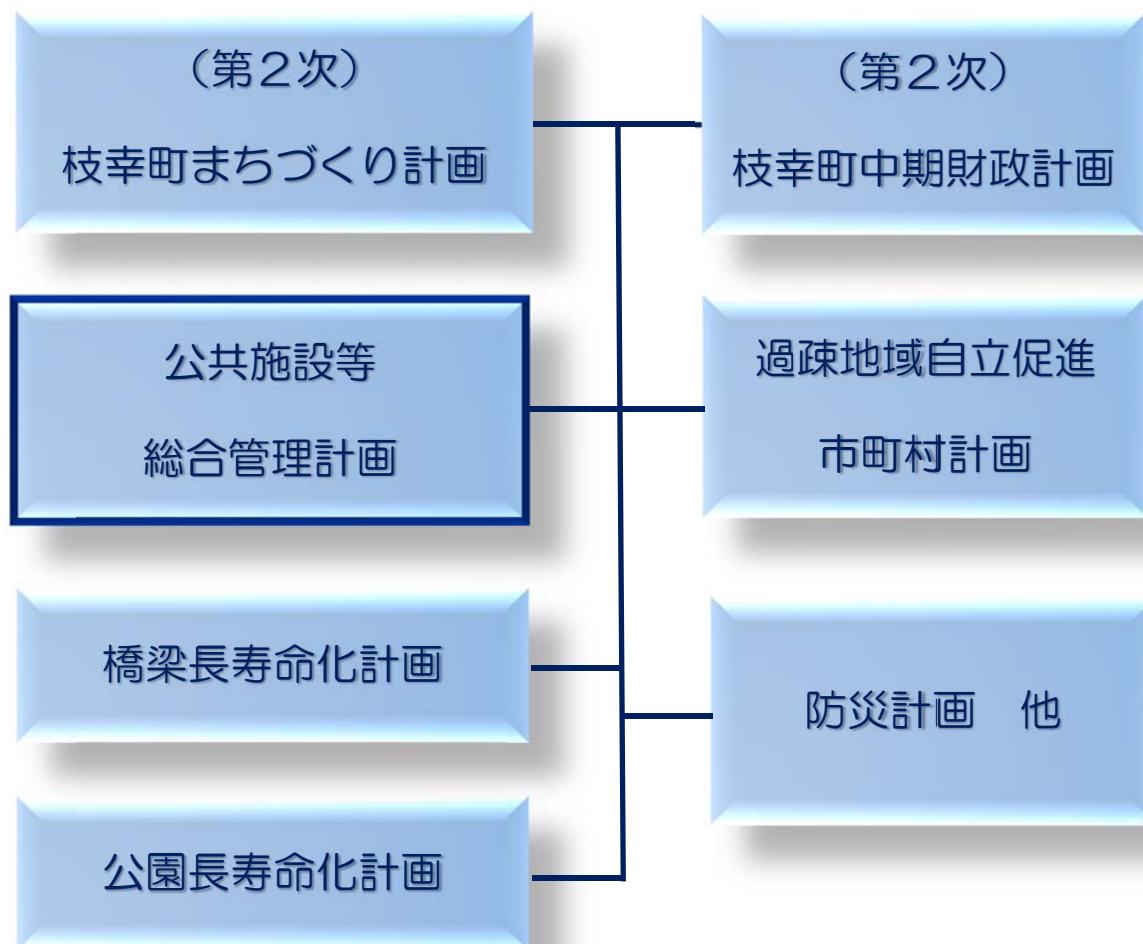 （第２次）
枝幸町まちづくり計画
（第２次）
枝幸町中期財政計画
公共施設等
総合管理計画
過疎地域自立促進
市町村計画
橋梁長寿命化計画
防災計画　他
公園長寿命化計画